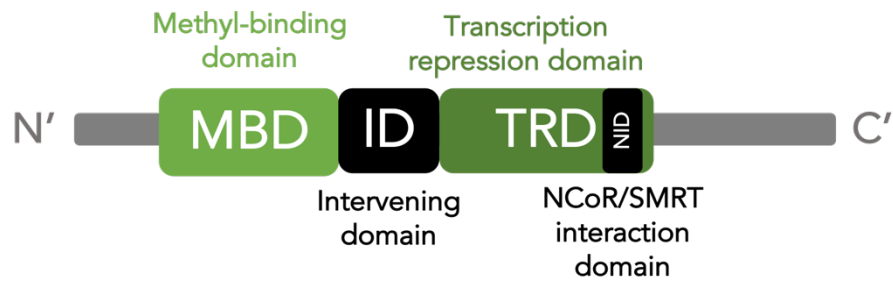 Methyl-binding
domain
Transcription
repression domain
N’
MBD
ID
TRD
NID
C’
Intervening
domain
NCoR/SMRT
interaction
domain